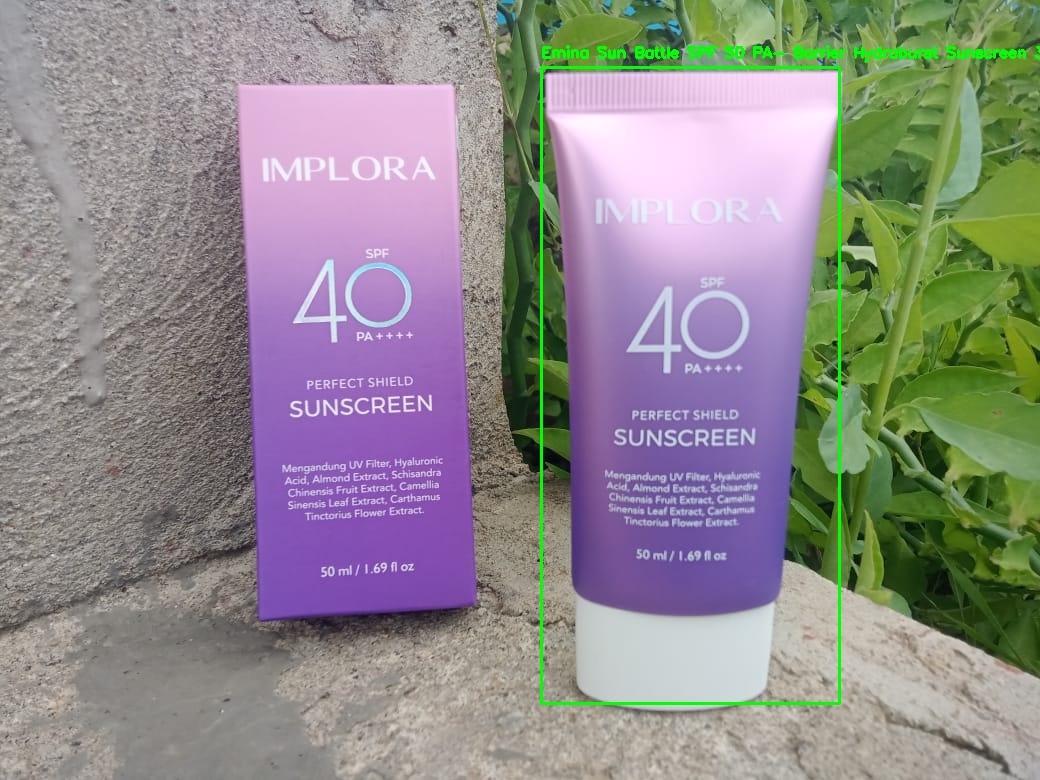 Emina Sun Battle SPF 50 PA-- Barrier Hydraburst Sunscreen
IMPLORA
SPF
40
PA++++
PERFECT SHIELD
SUNSCREEN
Mengandung UV Filter, Hyaluronic
Acid, Almond Extract, Schisandra
Chinensis Fruit Extract, Camellia
Sinensis Leaf Extract, Carthamus
Tinctorius Flower Extract.
50 ml / 1.69 fl oz
IMPLORA
SPF
40
PA++++
PERFECT SHIELD
SUNSCREEN
Mengandung UV Filter, Hyaluronic
Acid, Almond Extract, Schisandra
Chinensis Fruit Extract, Camellia
Sinensis Leaf Extract, Carthamus
Tinctorius Flower Extract.
50 ml / 1.69 fl oz